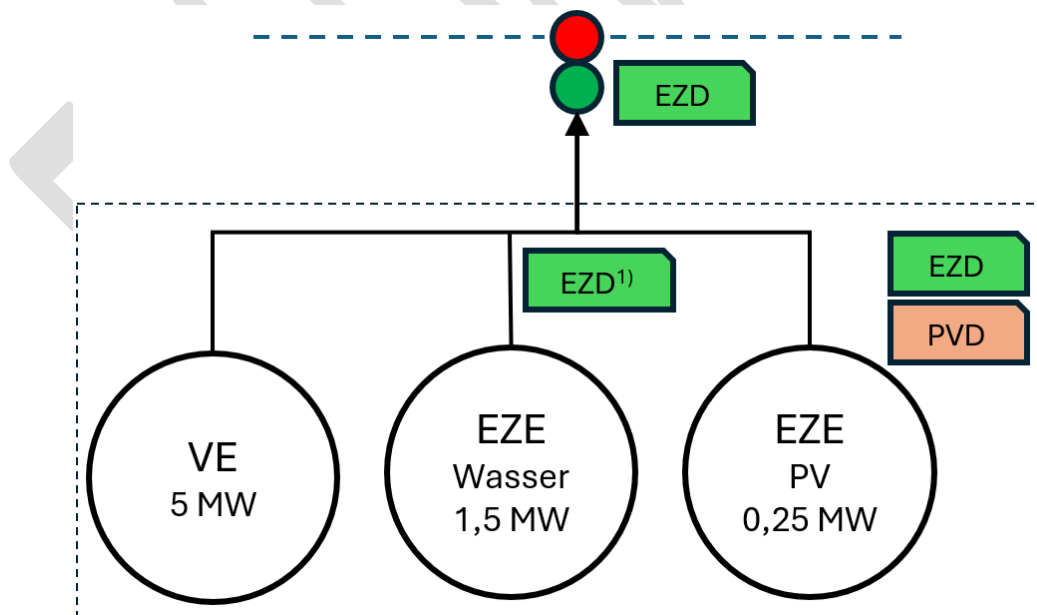 EZD
EZD¹⁾
EZD
PVD
VE
5 MW
EZE
Wasser
1,5 MW
EZE
PV
0,25 MW